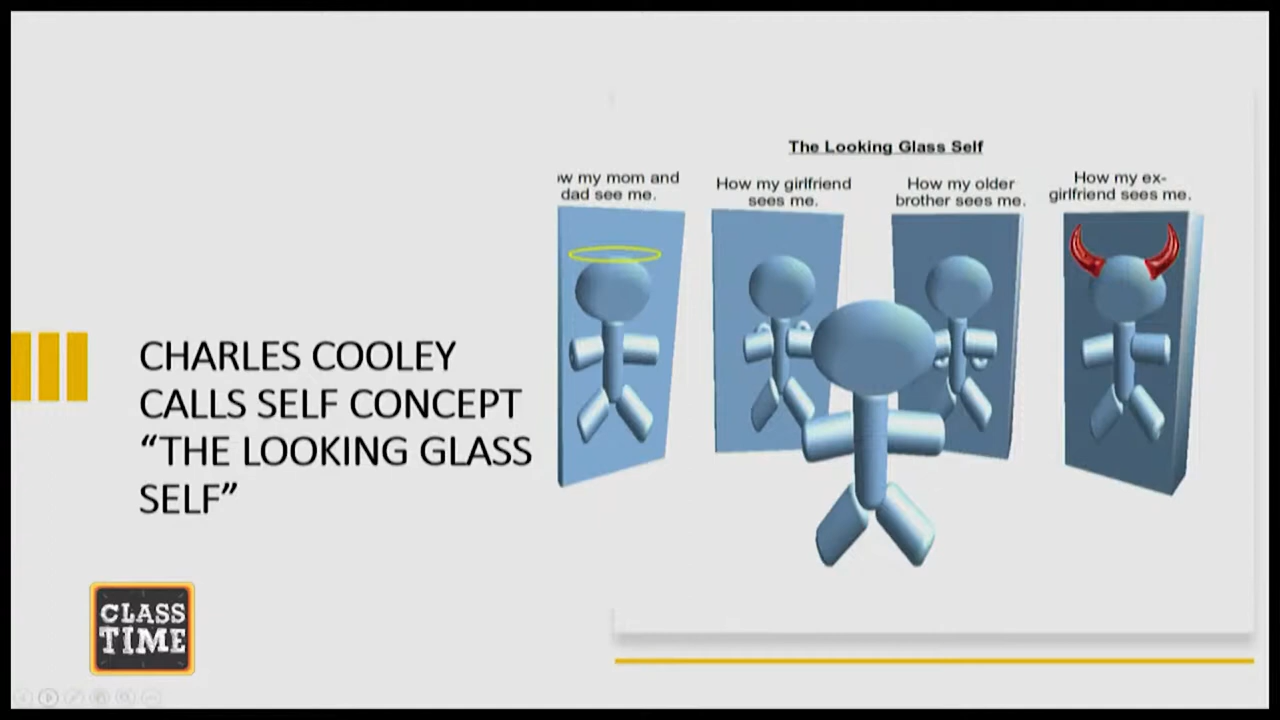 The Looking Glass Self
w my mom and
dad see me.
How my girlfriend
sees me.
How my older
brother sees me.
How my ex-
girlfriend sees me.
CHARLES COOLEY
CALLS SELF CONCEPT
“THE LOOKING GLASS
SELF”
CLASS
TIME